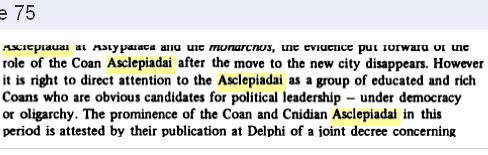 e 75
Asclepiadai at Astypalaea and the monarchos, the evidence put forward of the
role of the Coan Asclepiadai after the move to the new city disappears. However
it is right to direct attention to the Asclepiadai as a group of educated and rich
Coans who are obvious candidates for political leadership – under democracy
or oligarchy. The prominence of the Coan and Cnidian Asclepiadai in this
period is attested by their publication at Delphi of a joint decree concerning